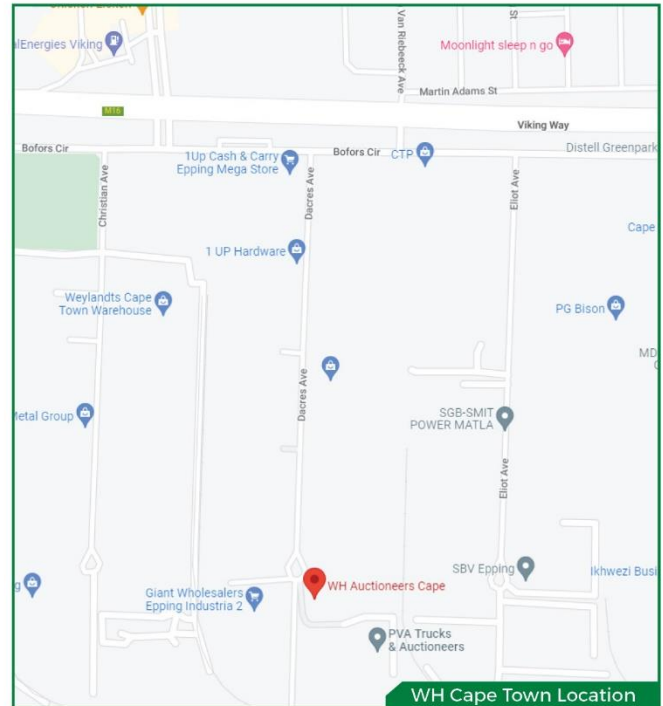 alEnergies Viking
Moonlight sleep n go
Van Riebeeck Ave
Martin Adams St
M16
Viking Way
Bofors Cir
1Up Cash & Carry
Epping Mega Store
Bofors Cir
CTP
Distell Greenpark
Christian Ave
Dacres Ave
Eliot Ave
Cape
1 UP Hardware
Weylands Cape
Town Warehouse
PG Bison
MD
Dacres Ave
Metal Group
SGB-SMIT
POWER MATLA
Eliot Ave
SBV Epping
Ikhwezi Busi
g
Giant Wholesalers
Epping Industria 2
WH Auctioneers Cape
PVA Trucks
& Auctioneers
WH Cape Town Location